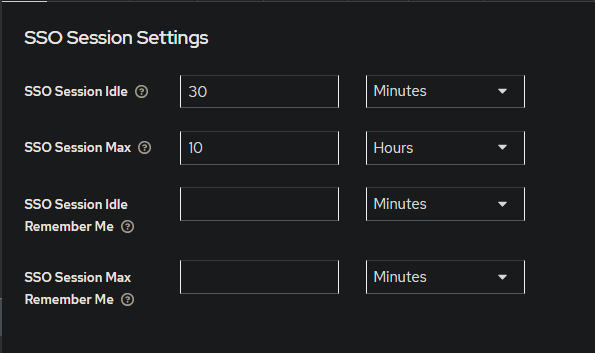 SSO Session Settings
SSO Session Idle 30 Minutes
SSO Session Max 10 Hours
SSO Session Idle Minutes
Remember Me
SSO Session Max Minutes
Remember Me